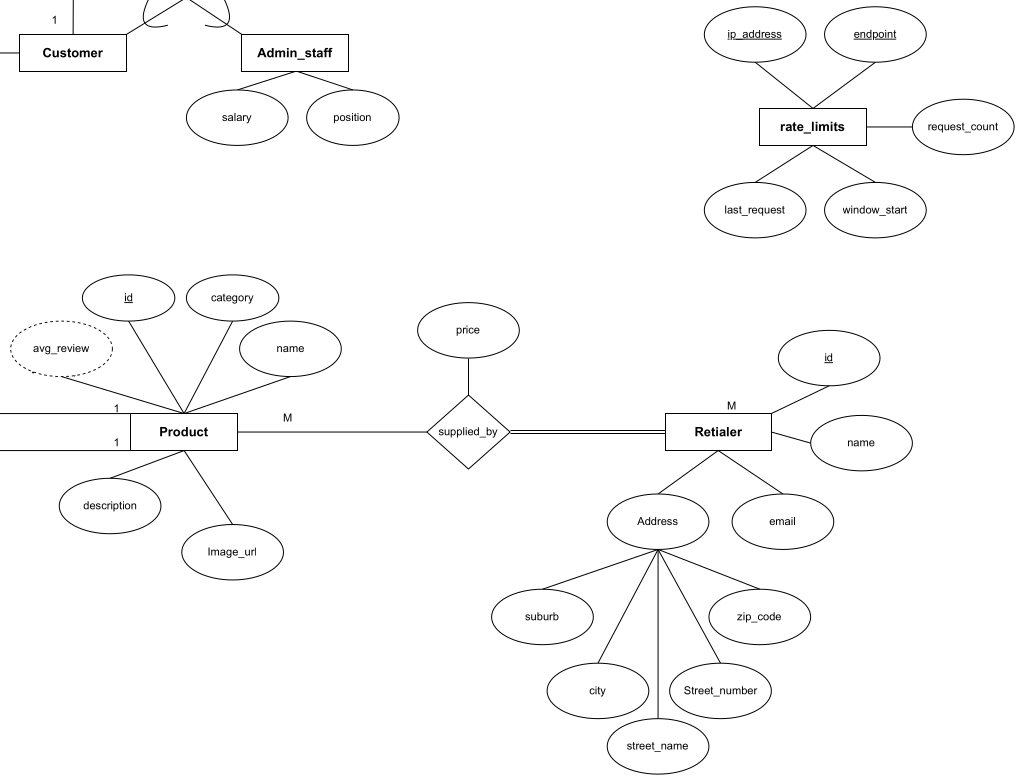 1
Customer
Admin_staff
salary
position
ip_address
endpoint
rate_limits
request_count
last_request
window_start
id
category
avg_review
name
price
id
1
M
M
Product
supplied_by
Retialer
name
1
description
Image_url
Address
email
suburb
zip_code
city
Street_number
street_name